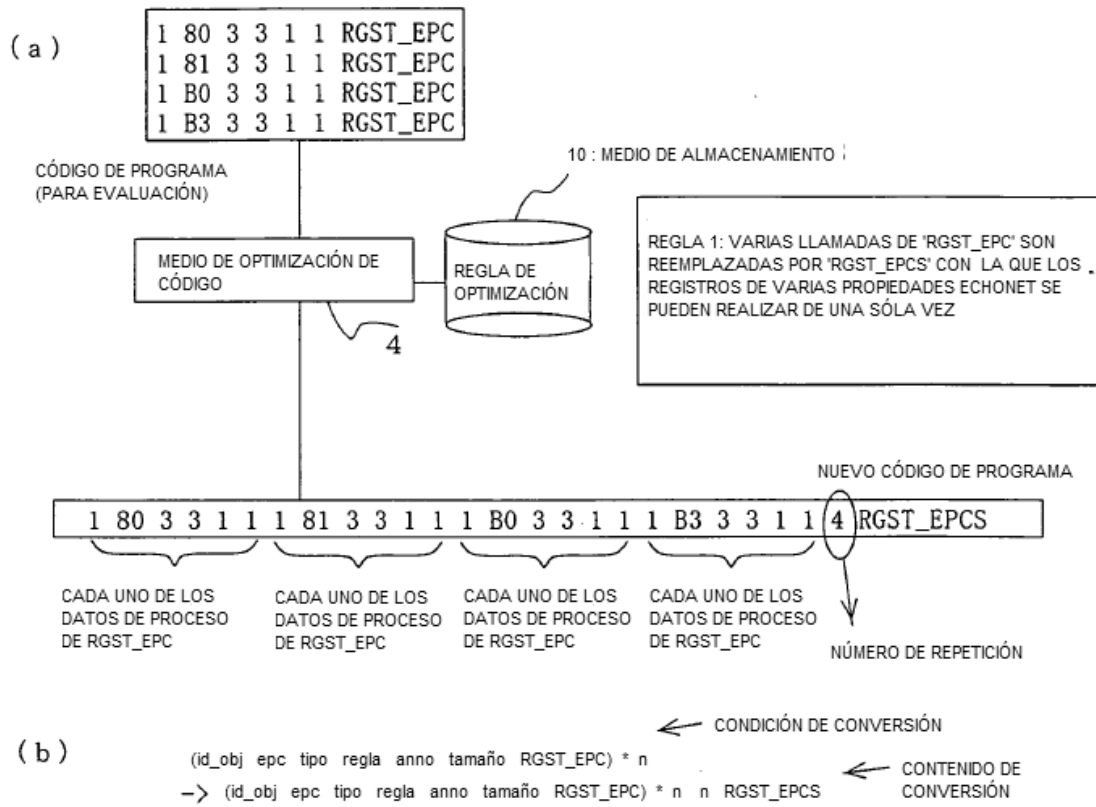 (a)
1 80 3 3 1 1 RGST_EPC
1 81 3 3 1 1 RGST_EPC
1 B0 3 3 1 1 RGST_EPC
1 B3 3 3 1 1 RGST_EPC
CÓDIGO DE PROGRAMA
(PARA EVALUACIÓN)
10 : MEDIO DE ALMACENAMIENTO
MEDIO DE OPTIMIZACIÓN DE
CÓDIGO
4
REGLA DE
OPTIMIZACIÓN
REGLA 1: VARIAS LLAMADAS DE 'RGST_EPC' SON
REEMPLAZADAS POR 'RGST_EPCS' CON LA QUE LOS
REGISTROS DE VARIAS PROPIEDADES ECHONET SE
PUEDEN REALIZAR DE UNA SÓLA VEZ
NUEVO CÓDIGO DE PROGRAMA
1 80 3 3 1 1 1 81 3 3 1 1 1 B0 3 3 1 1 1 B3 3 3 1 1 4 RGST_EPCS
CADA UNO DE LOS
DATOS DE PROCESO
DE RGST_EPC
CADA UNO DE LOS
DATOS DE PROCESO
DE RGST_EPC
CADA UNO DE LOS
DATOS DE PROCESO
DE RGST_EPC
CADA UNO DE LOS
DATOS DE PROCESO
DE RGST_EPC
NÚMERO DE REPETICIÓN
(b)
CONDICIÓN DE CONVERSIÓN
(id_obj epc tipo regla anno tamaño RGST_EPC) * n
-> (id_obj epc tipo regla anno tamaño RGST_EPC) * n n RGST_EPCS
CONTENIDO DE
CONVERSIÓN